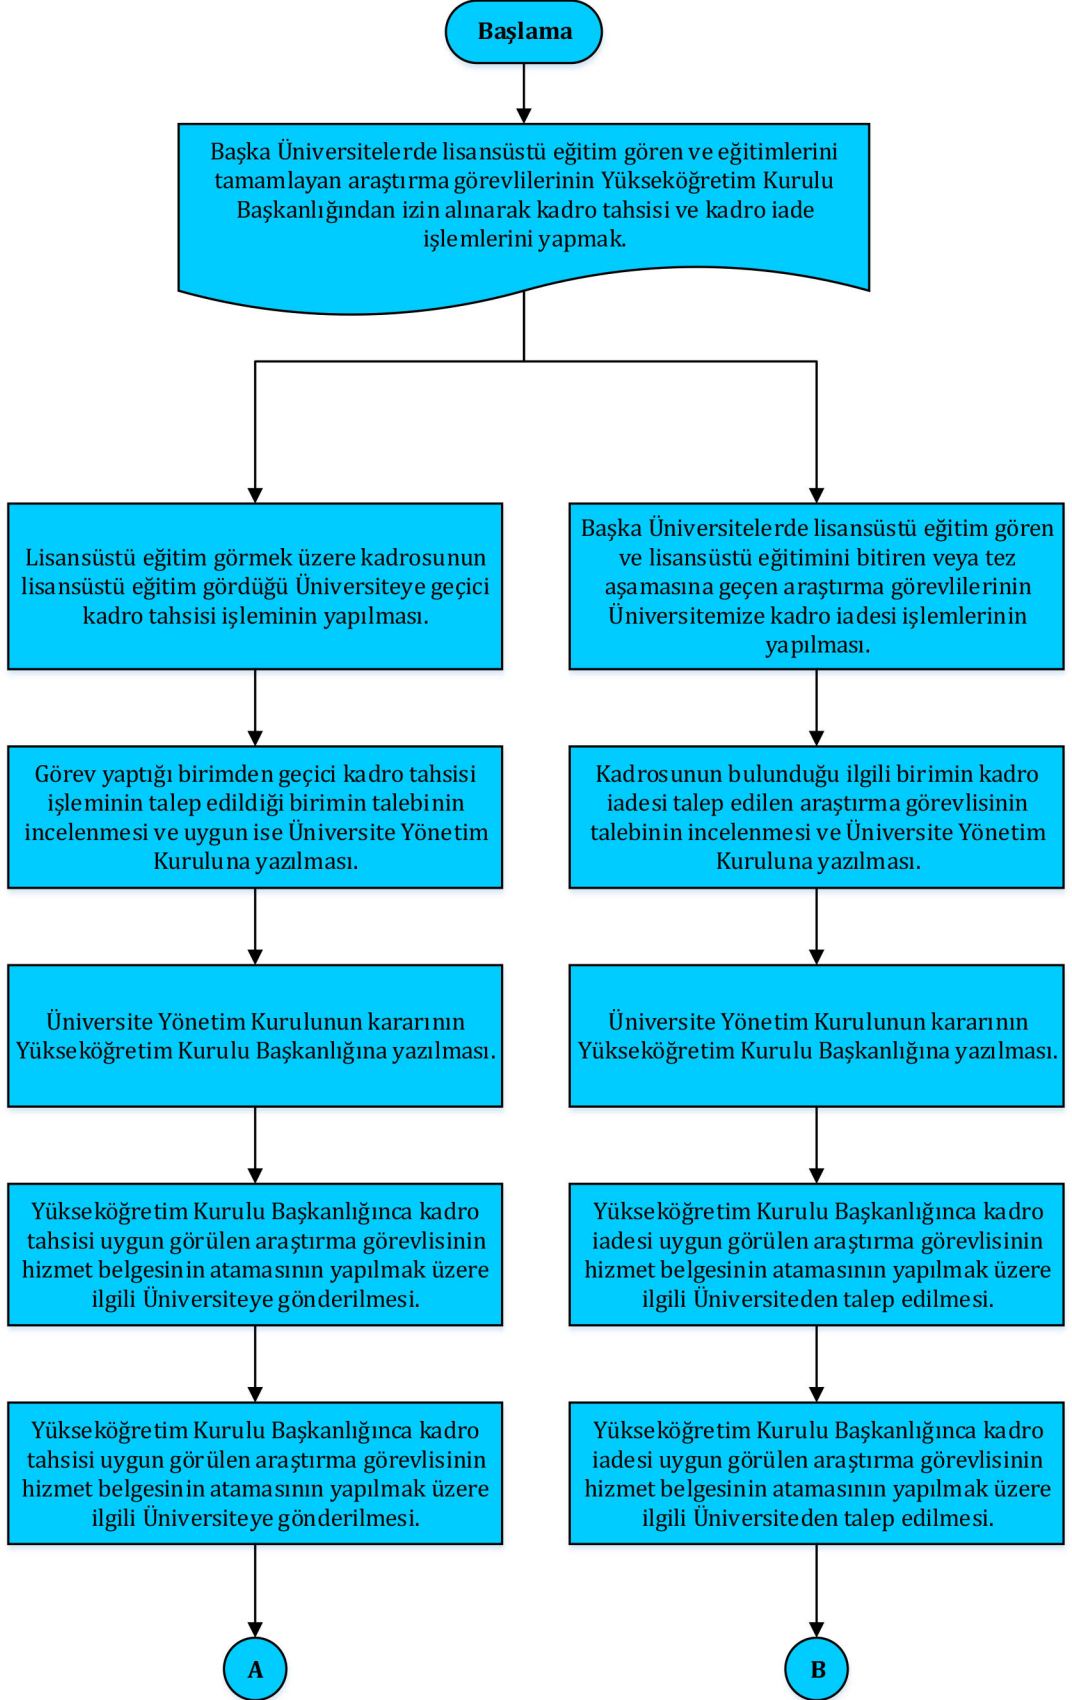 Başlama
Başka Üniversitelerde lisansüstü eğitim gören ve eğitimlerini
tamamlayan araştırma görevlilerinin Yükseköğretim Kurulu
Başkanlığından izin alınarak kadro tahsisi ve kadro iade
işlemlerini yapmak.
Lisansüstü eğitim görmek üzere kadrosunun
lisansüstü eğitim gördüğü Üniversiteye geçici
kadro tahsisi işleminin yapılması.
Görev yaptığı birimden geçici kadro tahsisi
işleminin talep edildiği birimin talebinin
incelenmesi ve uygun ise Üniversite Yönetim
Kuruluna yazılması.
Üniversite Yönetim Kurulunun kararının
Yükseköğretim Kurulu Başkanlığına yazılması.
Yükseköğretim Kurulu Başkanlığınca kadro
tahsisi uygun görülen araştırma görevlisinin
hizmet belgesinin atamasının yapılmak üzere
ilgili Üniversiteye gönderilmesi.
Yükseköğretim Kurulu Başkanlığınca kadro
tahsisi uygun görülen araştırma görevlisinin
hizmet belgesinin atamasının yapılmak üzere
ilgili Üniversiteye gönderilmesi.
A
Başka Üniversitelerde lisansüstü eğitim gören
ve lisansüstü eğitimini bitiren veya tez
aşamasına geçen araştırma görevlilerinin
Üniversitemize kadro iadesi işlemlerinin
yapılması.
Kadrosunun bulunduğu ilgili birimin kadro
iadesi talep edilen araştırma görevlisinin
talebinin incelenmesi ve Üniversite Yönetim
Kuruluna yazılması.
Üniversite Yönetim Kurulunun kararının
Yükseköğretim Kurulu Başkanlığına yazılması.
Yükseköğretim Kurulu Başkanlığınca kadro
iadesi uygun görülen araştırma görevlisinin
hizmet belgesinin atamasının yapılmak üzere
ilgili Üniversiteden talep edilmesi.
Yükseköğretim Kurulu Başkanlığınca kadro
iadesi uygun görülen araştırma görevlisinin
hizmet belgesinin atamasının yapılmak üzere
ilgili Üniversiteden talep edilmesi.
B